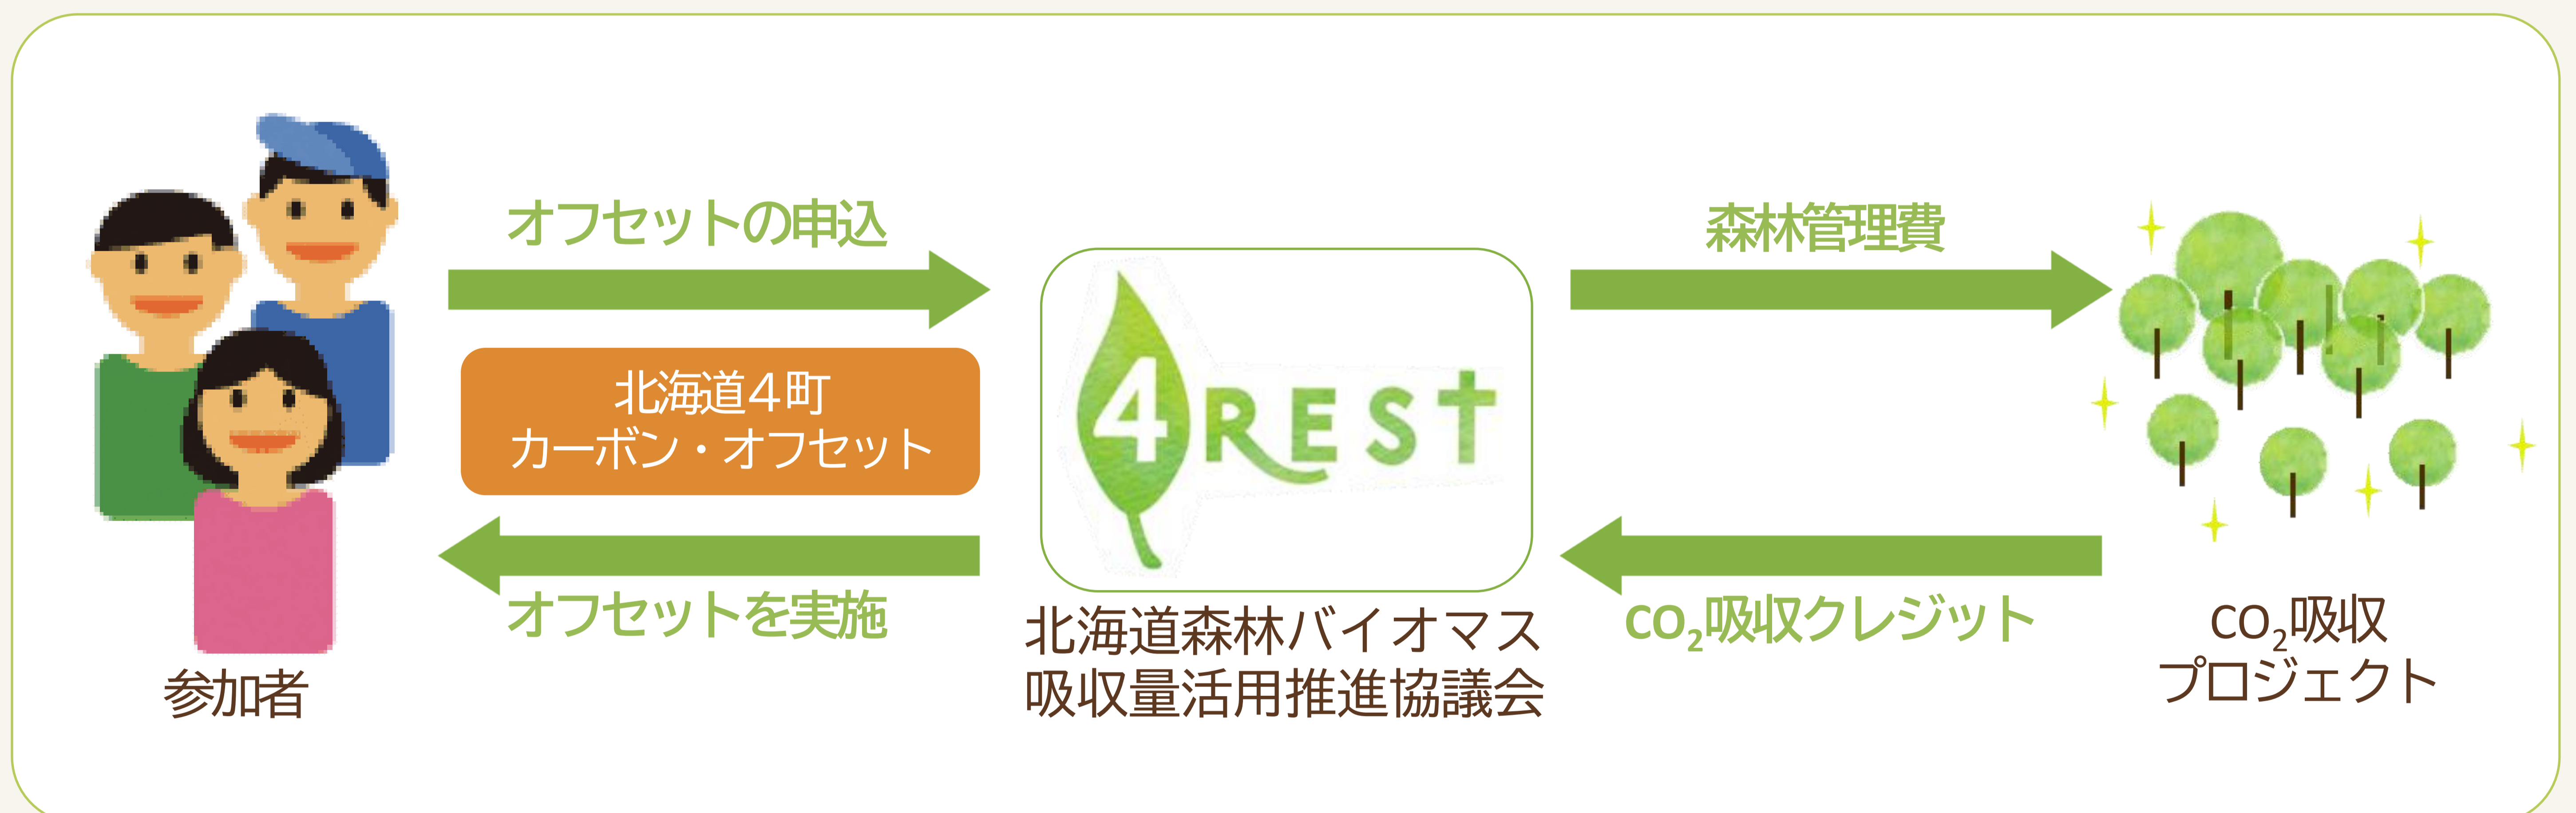 オフセットの申込
北海道4町
カーボン・オフセット
オフセットを実施
参加者
4REST
北海道森林バイオマス
吸収量活用推進協議会
森林管理費
CO₂吸収クレジット
CO₂吸収
プロジェクト